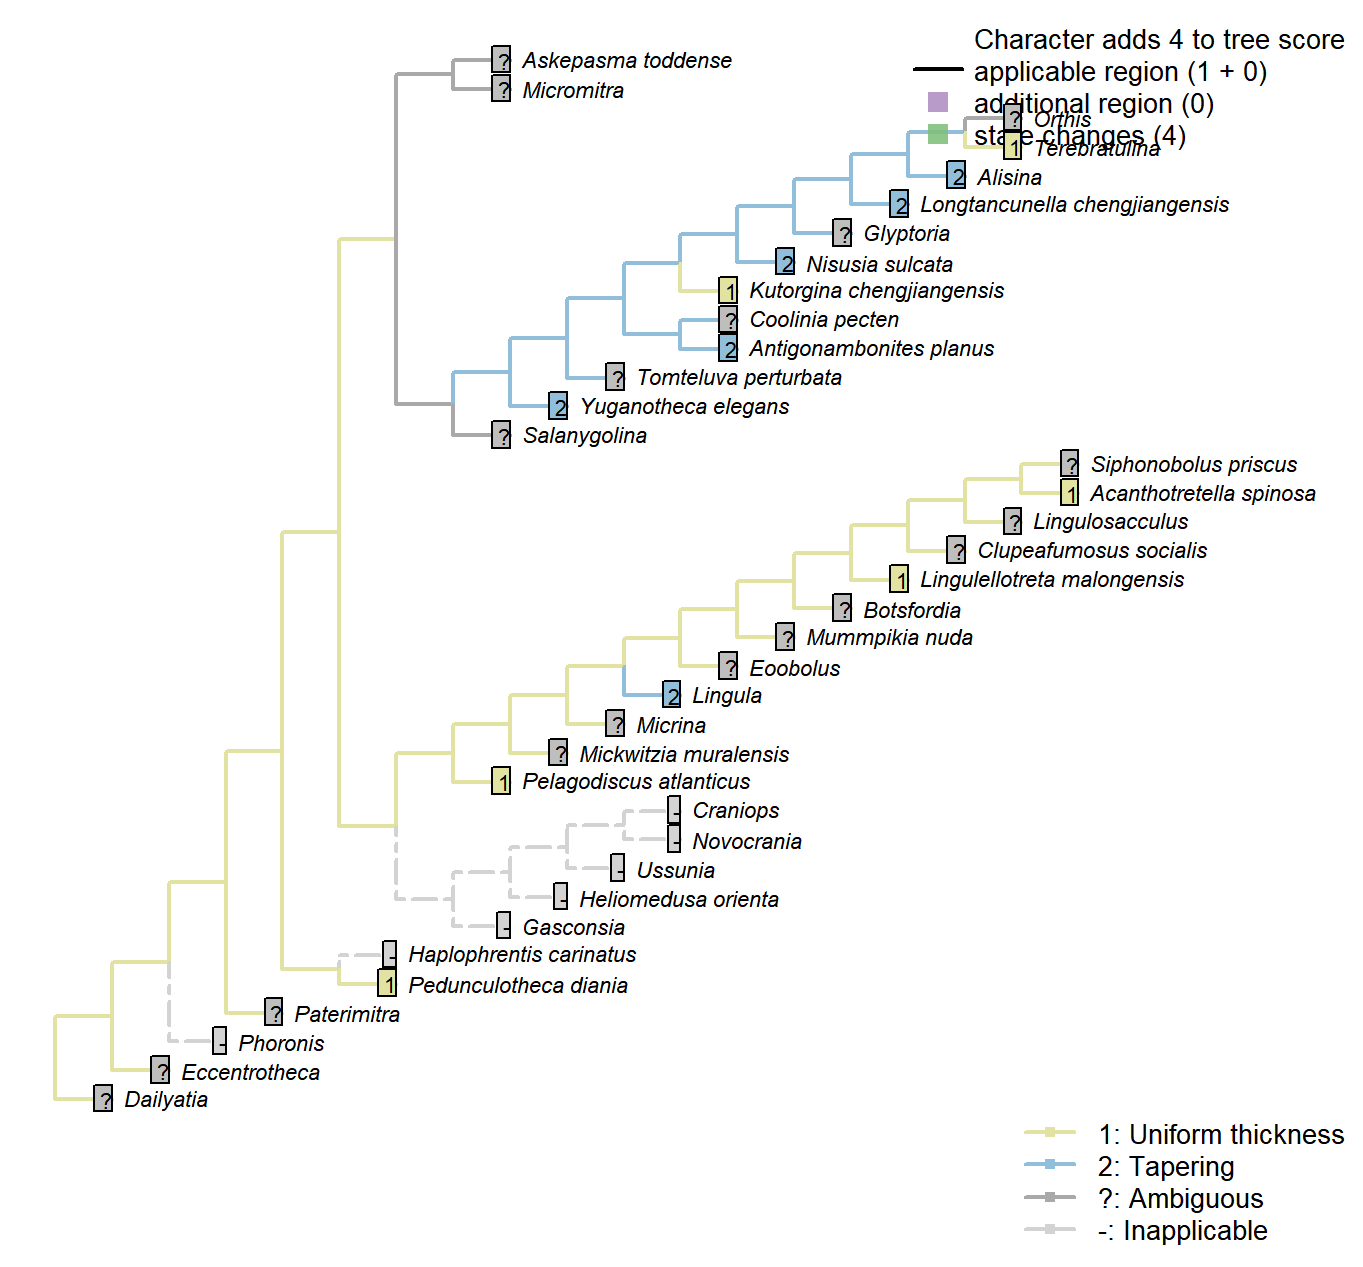 Character adds 4 to tree score
applicable region (1 + 0)
additional region (0)
state changes (4)
? Askepasma toddense
? Micromitra
? Orthis
1 Terebratulina
2 Alisina
2 Longtancunella chengjiangensis
? Glyptoria
2 Nisusia sulcata
1 Kutorgina chengjiangensis
? Coolinia pecten
2 Antigonambonites planus
? Tomteluva perturbata
2 Yuganotheca elegans
? Salanygolina
? Siphonobolus priscus
1 Acanthotretella spinosa
? Lingulosacculus
? Clupeafumosus socialis
1 Lingulellotreta malongensis
? Botsfordia
? Mummpikia nuda
? Eoobolus
2 Lingula
? Micrina
? Mickwitzia muralensis
1 Pelagodiscus atlanticus
- Craniops
- Novocrania
- Ussunia
- Heliomedusa orienta
- Gasconsia
- Haplophrentis carinatus
1 Pedunculotheca diania
? Paterimitra
- Phoronis
? Eccentrotheca
? Dailyatia
1: Uniform thickness
2: Tapering
?: Ambiguous
-: Inapplicable